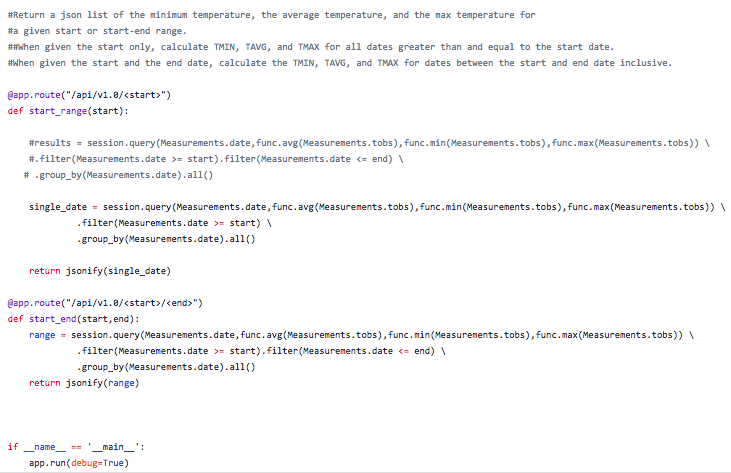 #Return a json list of the minimum temperature, the average temperature, and the max temperature for
#a given start or start-end range.
##When given the start only, calculate TMIN, TAVG, and TMAX for all dates greater than and equal to the start date.
#When given the start and the end date, calculate the TMIN, TAVG, and TMAX for dates between the start and end date inclusive.
@app.route("/api/v1.0/<start>")
def start_range(start):
#results = session.query(Measurements.date,func.avg(Measurements.tobs),func.min(Measurements.tobs),func.max(Measurements.tobs)) \
#.filter(Measurements.date >= start).filter(Measurements.date <= end) \
# .group_by(Measurements.date).all()
single_date = session.query(Measurements.date,func.avg(Measurements.tobs),func.min(Measurements.tobs),func.max(Measurements.tobs)) \
.filter(Measurements.date >= start) \
.group_by(Measurements.date).all()
return jsonify(single_date)
@app.route("/api/v1.0/<start>/<end>")
def start_end(start,end):
range = session.query(Measurements.date,func.avg(Measurements.tobs),func.min(Measurements.tobs),func.max(Measurements.tobs)) \
.filter(Measurements.date >= start).filter(Measurements.date <= end) \
.group_by(Measurements.date).all()
return jsonify(range)
if __name__ == '__main__':
app.run(debug=True)